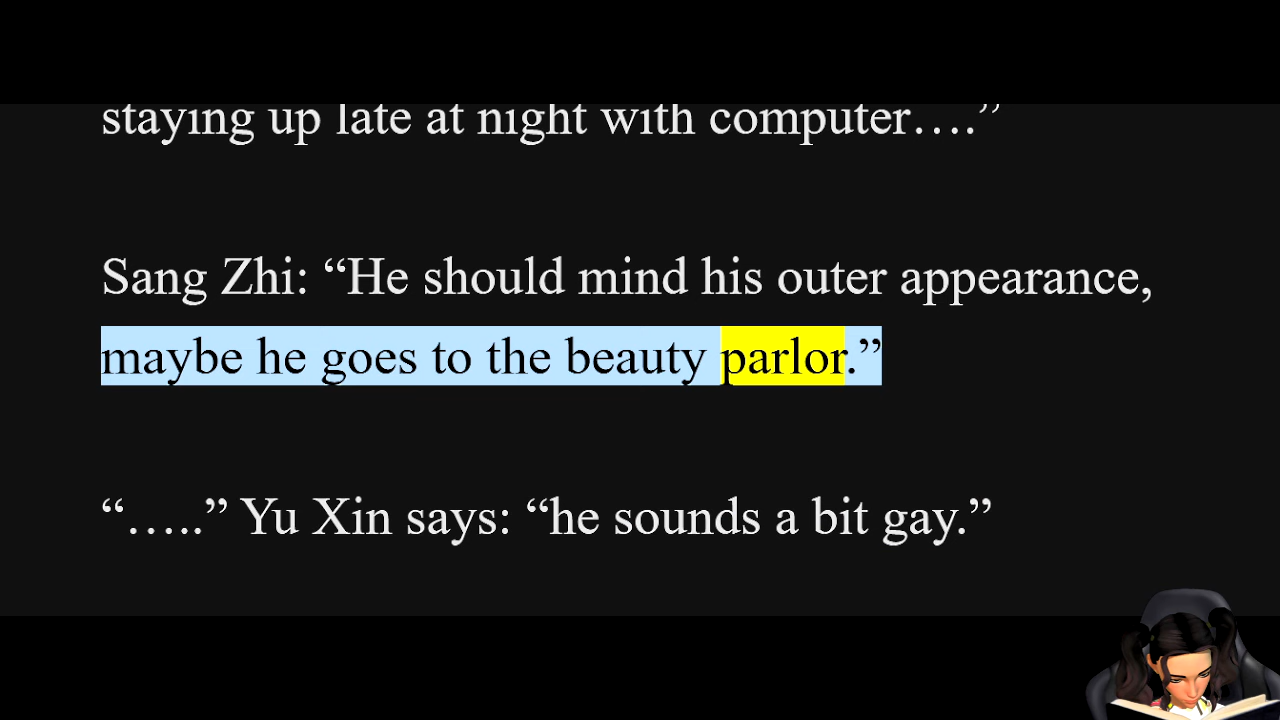 staying up late at night with computer….”
Sang Zhi: “He should mind his outer appearance,
maybe he goes to the beauty parlor.”
“…..” Yu Xin says: “he sounds a bit gay.”